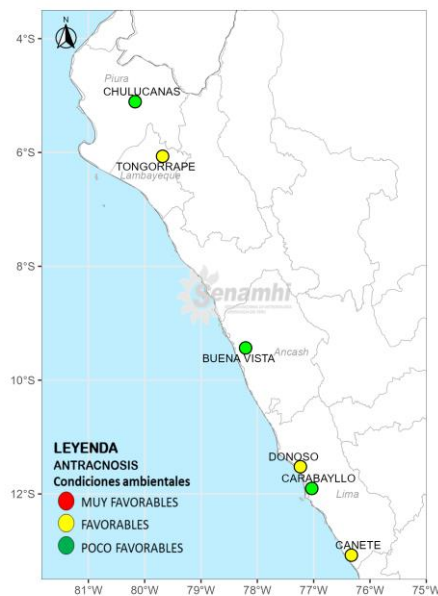 4°S
Piura
CHULUCANAS
6°S
TONGORRAPE
Lambayeque
8°S
Senamhi
Ancash
BUENA VISTA
10°S
LEYENDA
ANTRACNOSIS
Condiciones ambientales
MUY FAVORABLES
FAVORABLES
POCO FAVORABLES
DONOSO
CARABAYLLO
12°S
Lima
CANETE
81°W 80°W 79°W 78°W 77°W 76°W 75°W